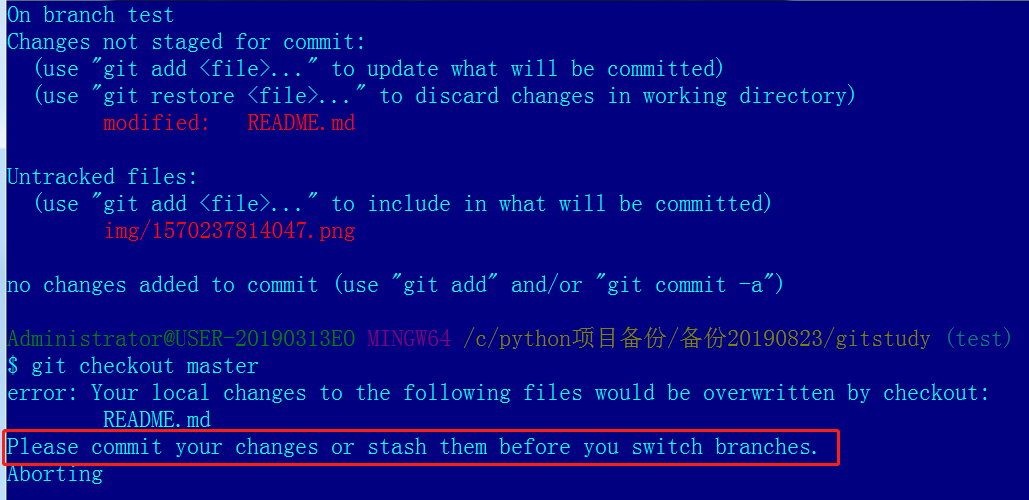 On branch test
Changes not staged for commit:
(use "git add <file>..." to update what will be committed)
(use "git restore <file>..." to discard changes in working directory)
modified: README.md
Untracked files:
(use "git add <file>..." to include in what will be committed)
img/1570237814047.png
no changes added to commit (use "git add" and/or "git commit -a")
Administrator@USER-20190313EO MINGW64 /c/python项目备份/备份20190823/gitstudy (test)
$ git checkout master
error: Your local changes to the following files would be overwritten by checkout:
README.md
Please commit your changes or stash them before you switch branches.
Aborting